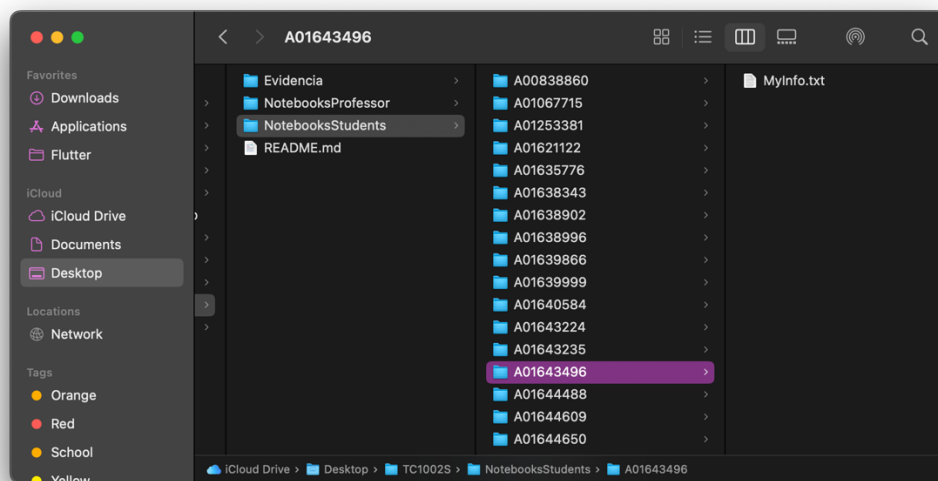 A01643496
Favorites
Downloads
Applications
Flutter
iCloud
iCloud Drive
Documents
Desktop
Locations
Network
Tags
Orange
Red
School
Yellow
Evidencia
NotebooksProfessor
NotebooksStudents
README.md
A00838860
A01067715
A01253381
A01621122
A01635776
A01638343
A01638902
A01638996
A01639866
A01639999
A01640584
A01643224
A01643235
A01643496
A01644488
A01644609
A01644650
MyInfo.txt
iCloud Drive › Desktop › TC1002S › NotebooksStudents › A01643496